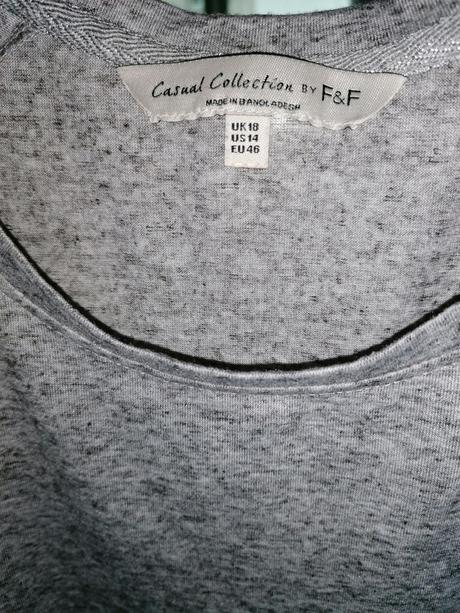 Casual Collection BY F&F
MADE IN BANGLADESH
UK18
US14
EU46